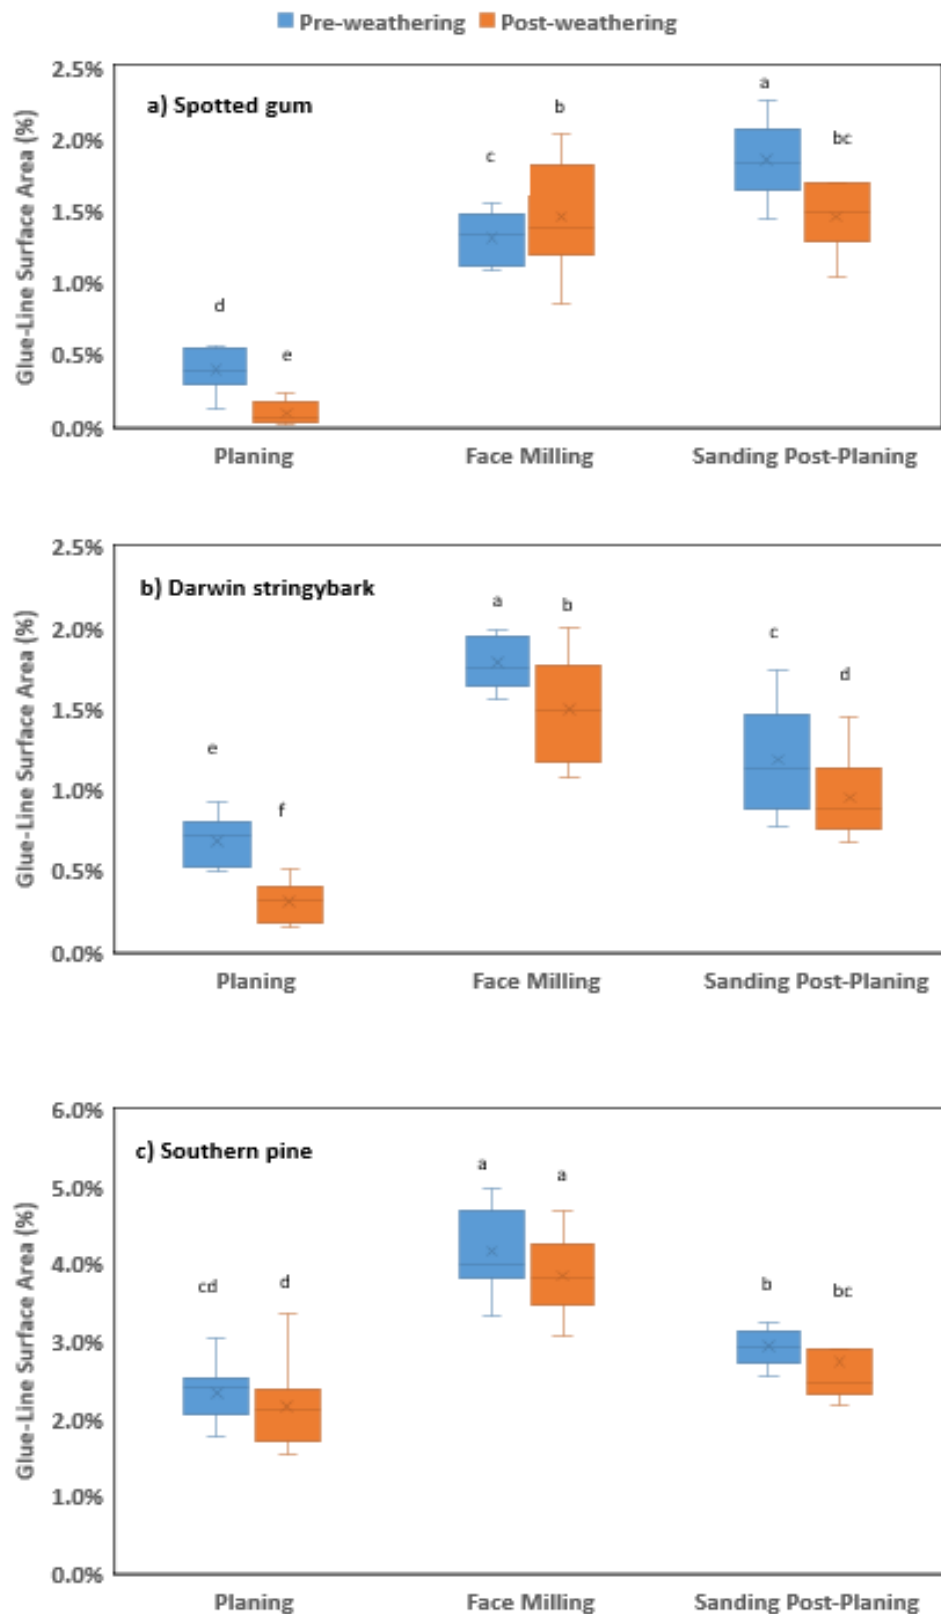 Pre-weathering Post-weathering
2.5%
a) Spotted gum
a
b
2.0%
bc
c
1.5%
1.0%
d
0.5%
e
0.0%
Glue-Line Surface Area (%)
Planing Face Milling Sanding Post-Planing
2.5%
b) Darwin stringybark
a b
2.0%
c
d
1.5%
e
1.0%
f
0.5%
0.0%
Glue-Line Surface Area (%)
Planing Face Milling Sanding Post-Planing
6.0%
c) Southern pine
a a
5.0%
4.0%
cd d b bc
3.0%
2.0%
1.0%
0.0%
Glue-Line Surface Area (%)
Planing Face Milling Sanding Post-Planing